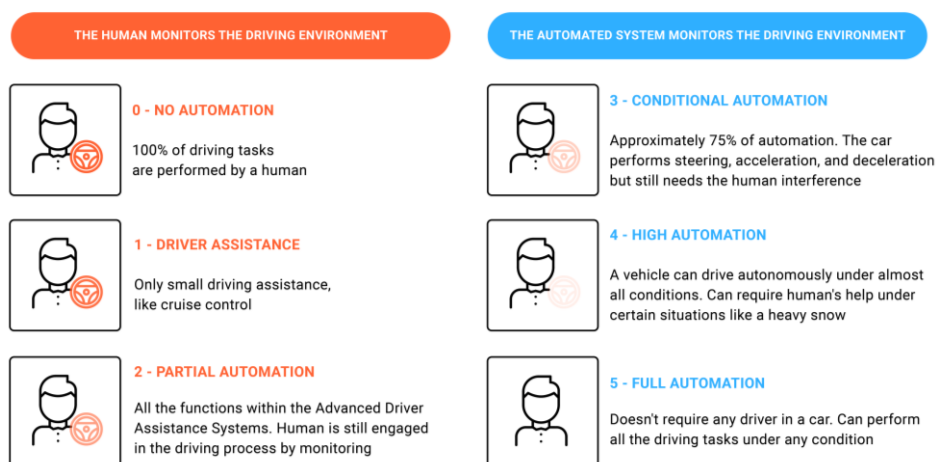 THE HUMAN MONITORS THE DRIVING ENVIRONMENT
0 - NO AUTOMATION
100% of driving tasks
are performed by a human
1 - DRIVER ASSISTANCE
Only small driving assistance,
like cruise control
2 - PARTIAL AUTOMATION
All the functions within the Advanced Driver
Assistance Systems. Human is still engaged
in the driving process by monitoring
THE AUTOMATED SYSTEM MONITORS THE DRIVING ENVIRONMENT
3 - CONDITIONAL AUTOMATION
Approximately 75% of automation. The car
performs steering, acceleration, and deceleration
but still needs the human interference
4 - HIGH AUTOMATION
A vehicle can drive autonomously under almost
all conditions. Can require human's help under
certain situations like a heavy snow
5 - FULL AUTOMATION
Doesn't require any driver in a car. Can perform
all the driving tasks under any condition